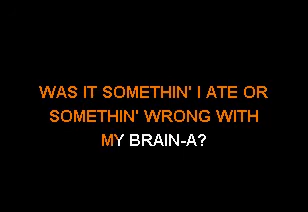 WAS IT SOMETHIN' I ATE OR
SOMETHIN' WRONG WITH
MY BRAIN-A?